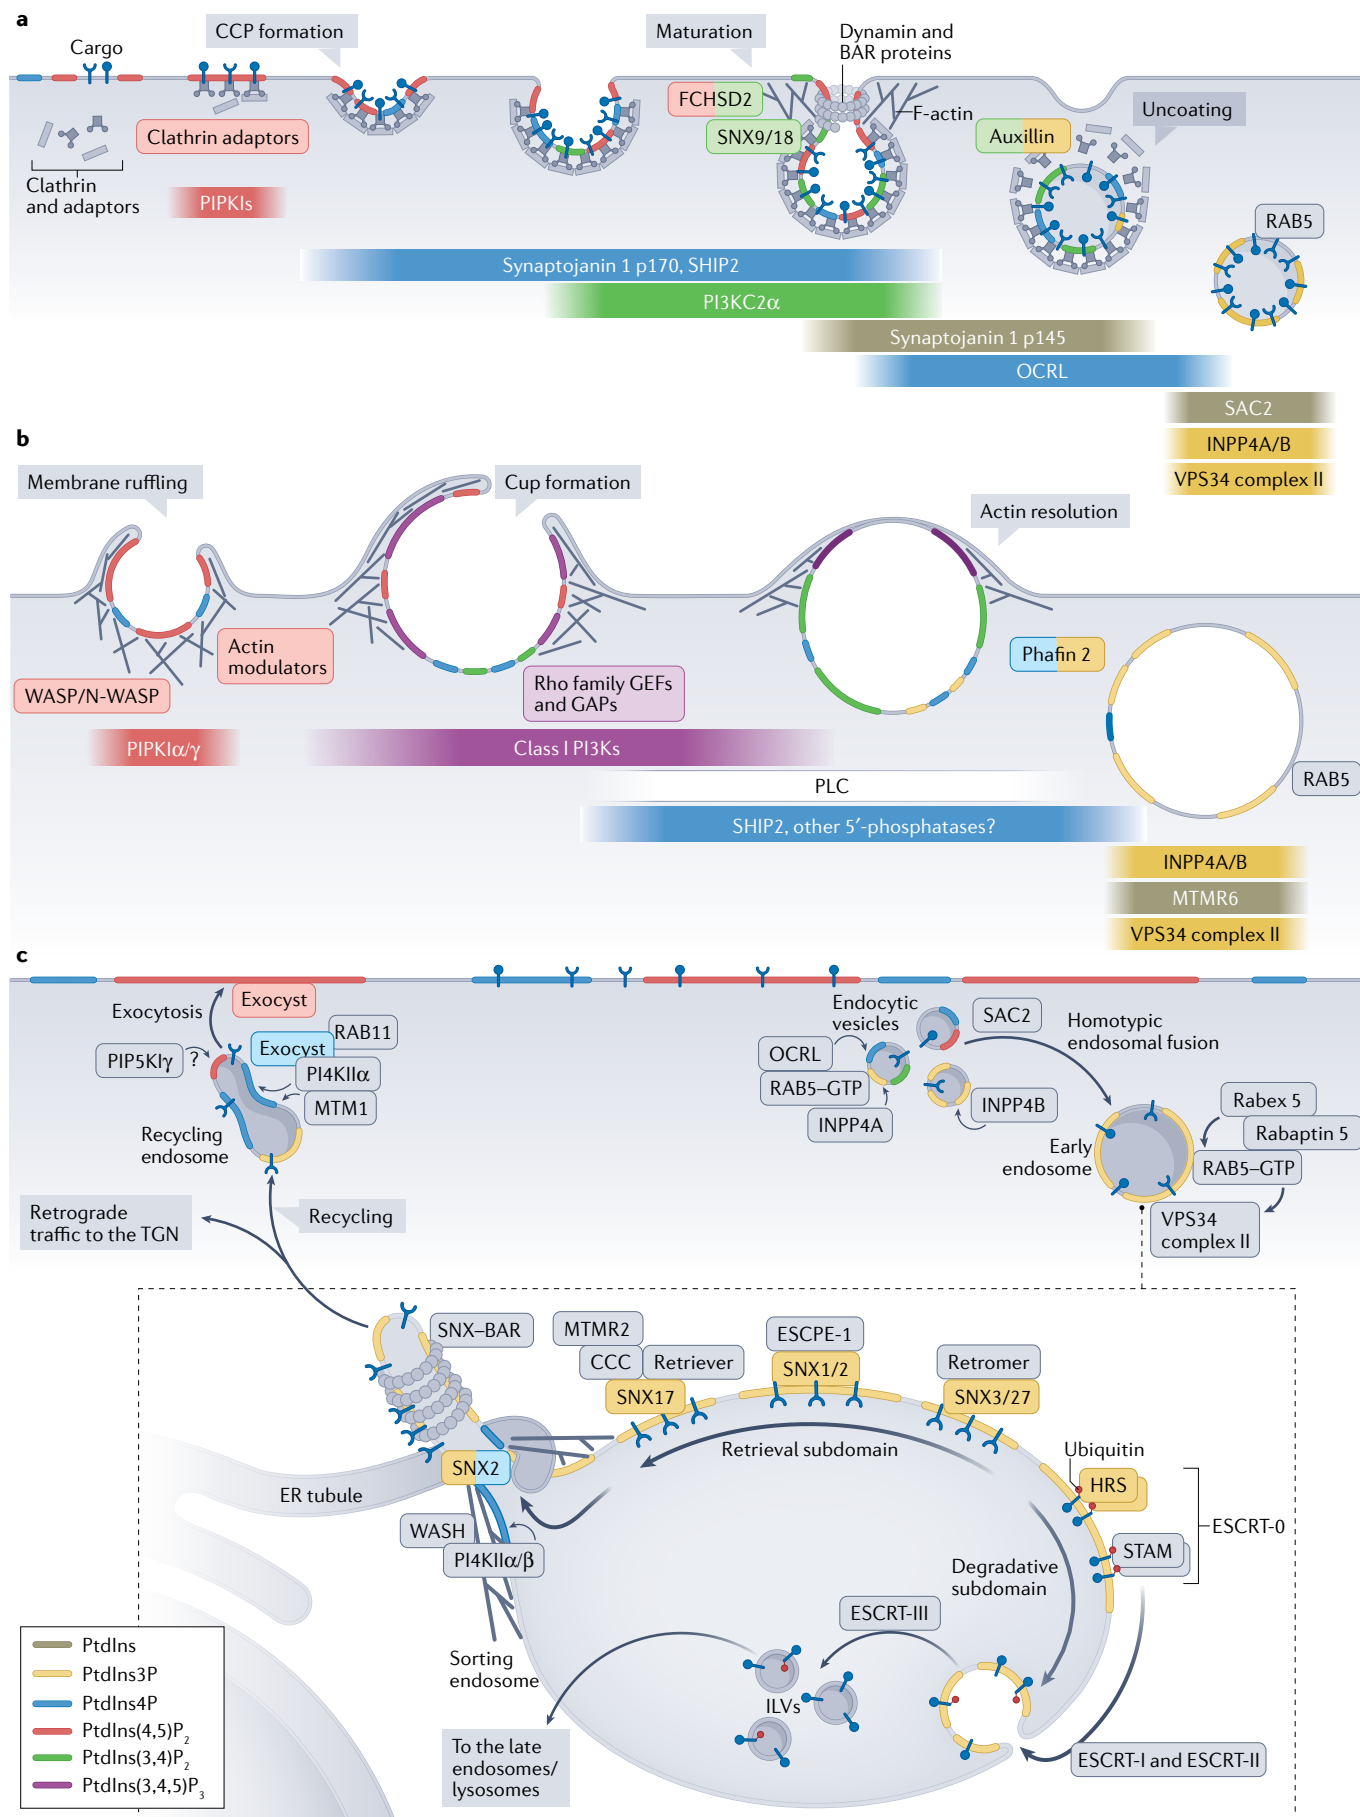 a
CCP formation
Maturation
Dynamin and
BAR proteins
Cargo
FCHSD2
F-actin
Uncoating
Clathrin adaptors
SNX9/18
Auxillin
Clathrin
and adaptors
PIPKIs
RAB5
Synaptojanin 1 p170, SHIP2
PI3KC2α
Synaptojanin 1 p145
OCRL
SAC2
INPP4A/B
VPS34 complex II
b
Membrane ruffling
Cup formation
Actin resolution
Actin
modulators
Phafin 2
WASP/N-WASP
Rho family GEFs
and GAPs
PIPKIα/γ
Class I PI3Ks
PLC
RAB5
SHIP2, other 5′-phosphatases?
INPP4A/B
MTMR6
VPS34 complex II
c
Exocyst
Exocytosis
RAB11
Exocyst
PIP5KIγ
?
PI4KIIα
MTM1
Recycling
endosome
Endocytic
vesicles
SAC2
Homotypic
endosomal fusion
OCRL
RAB5–GTP
INPP4A
INPP4B
Rabex 5
Rabaptin 5
Early
endosome
RAB5–GTP
VPS34
complex II
Retrograde
traffic to the TGN
Recycling
SNX–BAR
MTMR2
CCC
Retriever
SNX17
ESCPE-1
SNX1/2
Retromer
SNX3/27
Retrieval subdomain
Ubiquitin
HRS
ESCRT-0
STAM
SNX2
ER tubule
WASH
PI4KIIα/β
Degradative
subdomain
ESCRT-III
Sorting
endosome
ILVs
To the late
endosomes/
lysosomes
ESCRT-I and ESCRT-II
PtdIns
PtdIns3P
PtdIns4P
PtdIns(4,5)P2
PtdIns(3,4)P2
PtdIns(3,4,5)P3